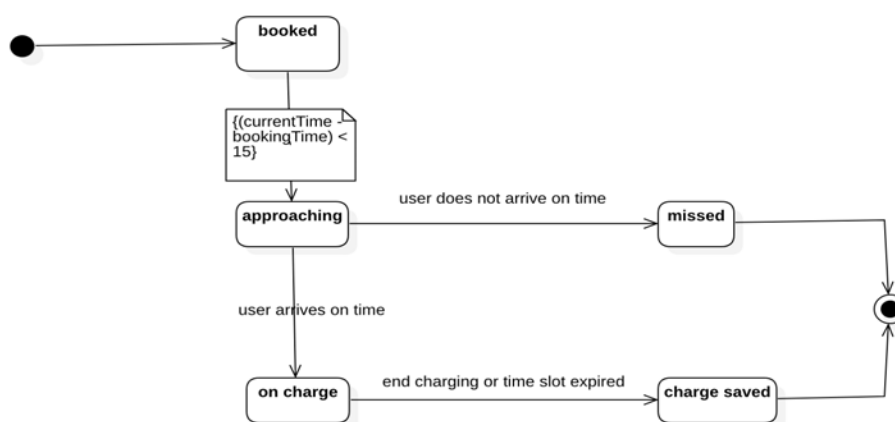 booked
{(currentTime -
bookingTime) <
15}
approaching
user does not arrive on time
missed
user arrives on time
on charge
end charging or time slot expired
charge saved